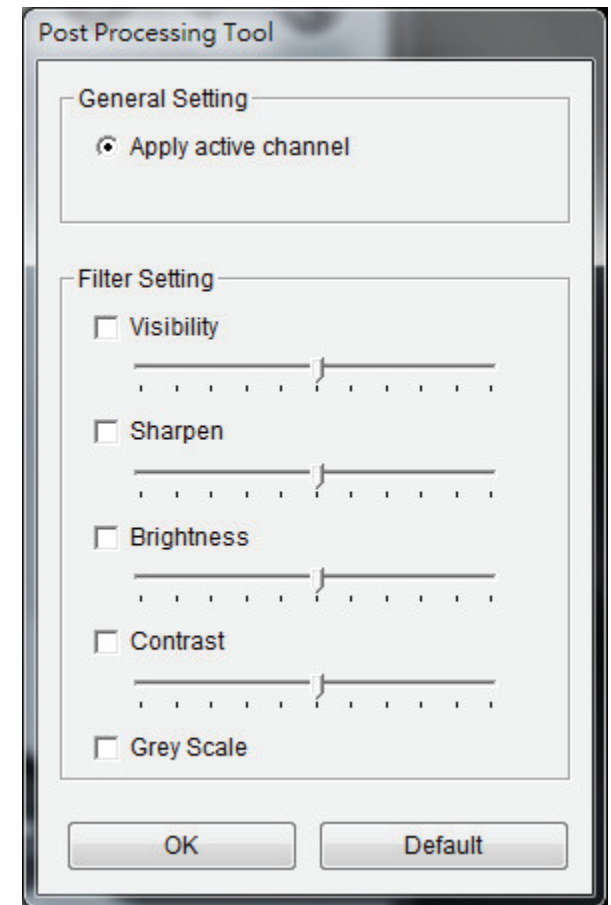 Post Processing Tool
General Setting
Apply active channel
Filter Setting
Visibility
Sharpen
Brightness
Contrast
Grey Scale
OK Default